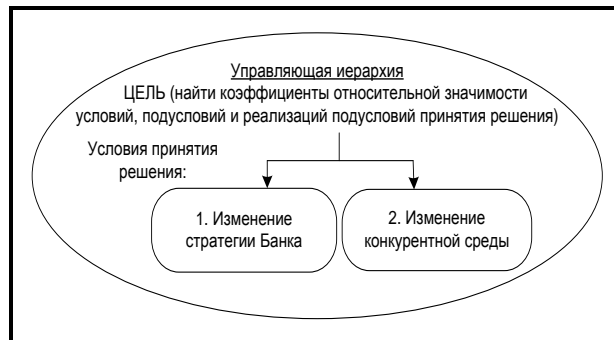 Управляющая иерархия
ЦЕЛЬ (найти коэффициенты относительной значимости
условий, подусловий и реализаций подусловий принятия решения)
Условия принятия
решения:
1. Изменение
стратегии Банка
2. Изменение
конкурентной среды